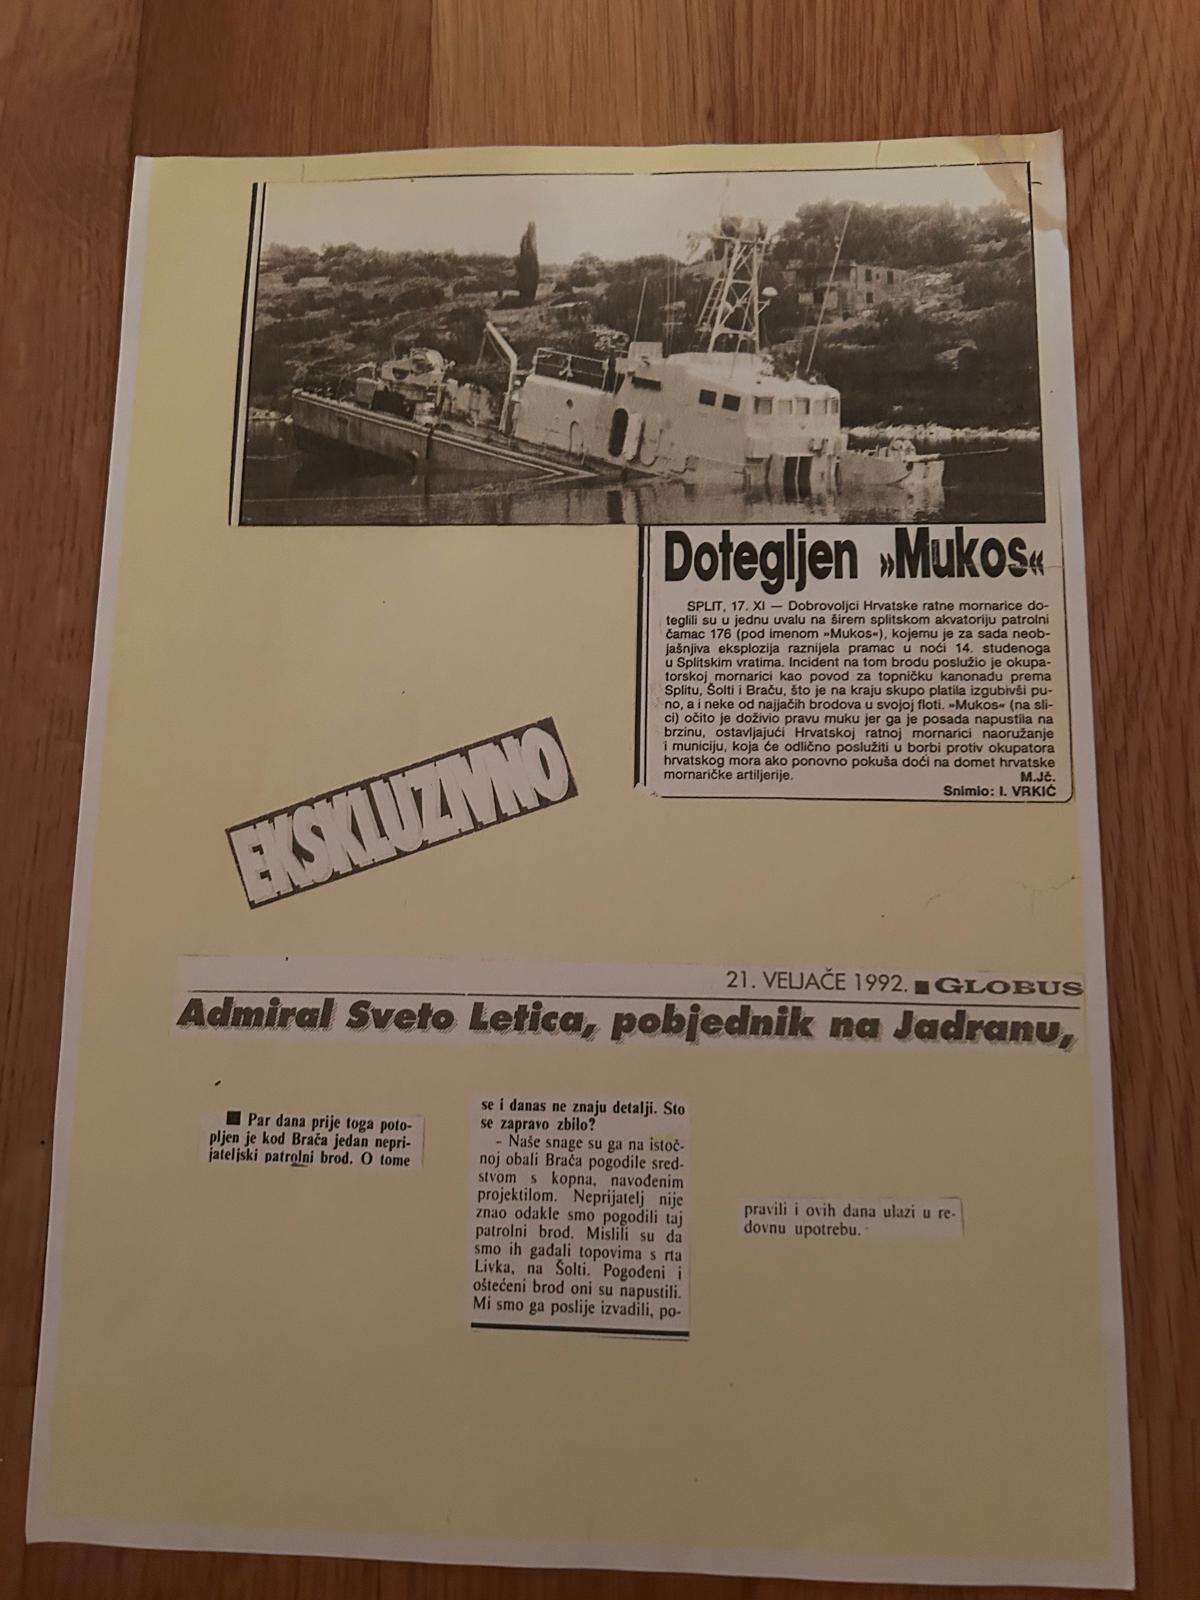 Dotegljen »Mukos«
SPLIT, 17. XI — Dobrovoljci Hrvatske ratne mornarice do-
teglili su u jednu uvalu na širem splitskom akvatoriju patrolni
čamac 176 (pod imenom »Mukos«), kojemu je za sada neob-
jašnjiva eksplozija raznijela pramac u noći 14. studenoga
u Splitskim vratima. Incident na tom brodu poslužio je okupa-
torskoj mornarici kao povod za topničku kanonadu prema
Splitu, Šolti i Braču, što je na kraju skupo platila izgubivši pu-
no, a i neke od najjačih brodova u svojoj floti. »Mukos« (na sli-
ci) očito je doživio pravu muku jer ga je posada napustila na
brzinu, ostavljajući Hrvatskoj ratnoj mornarici naoružanje
i municiju, koja će odlično poslužiti u borbi protiv okupatora
hrvatskog mora ako ponovno pokuša doći na domet hrvatske
mornaričke artiljerije.
M.Jč.
Snimio: I. VRKIĆ
EKSKLUZIVNO
21. VELJAČE 1992. ■ GLOBUS
Admiral Sveto Letica, pobjednik na Jadranu,
■ Par dana prije toga poto-
pljen je kod Brača jedan nepri-
jateljski patrolni brod. O tome
se i danas ne znaju detalji. Što
se zapravo zbilo?
- Naše snage su ga na istoč-
noj obali Brača pogodile sred-
stvom s kopna, navođenim
projektilom. Neprijatelj nije
znao odakle smo pogodili taj
patrolni brod. Mislili su da
smo ih gađali topovima s rta
Livka, na Šolti. Pogođeni i
oštećeni brod oni su napustili.
Mi smo ga poslije izvadili, po-
pravili i ovih dana ulazi u re-
dovnu upotrebu.